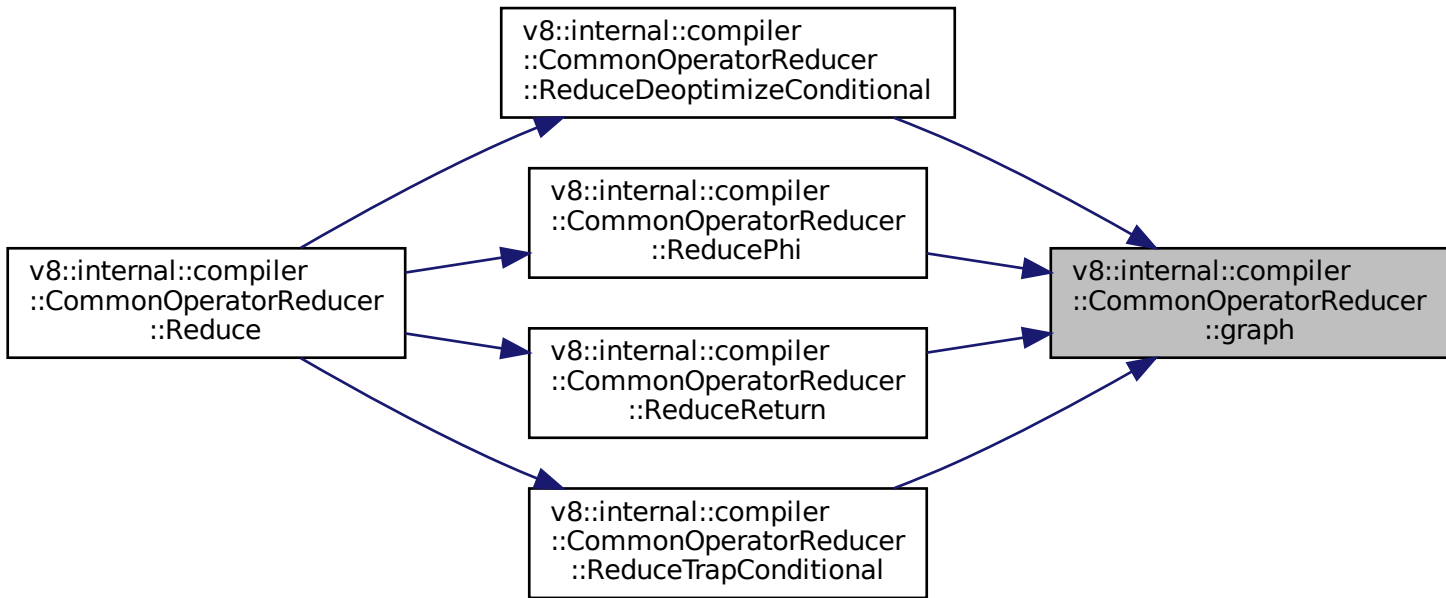 v8::internal::compiler
::CommonOperatorReducer
::ReduceDeoptimizeConditional
v8::internal::compiler
::CommonOperatorReducer
::ReducePhi
v8::internal::compiler
::CommonOperatorReducer
::Reduce
v8::internal::compiler
::CommonOperatorReducer
::graph
v8::internal::compiler
::CommonOperatorReducer
::ReduceReturn
v8::internal::compiler
::CommonOperatorReducer
::ReduceTrapConditional